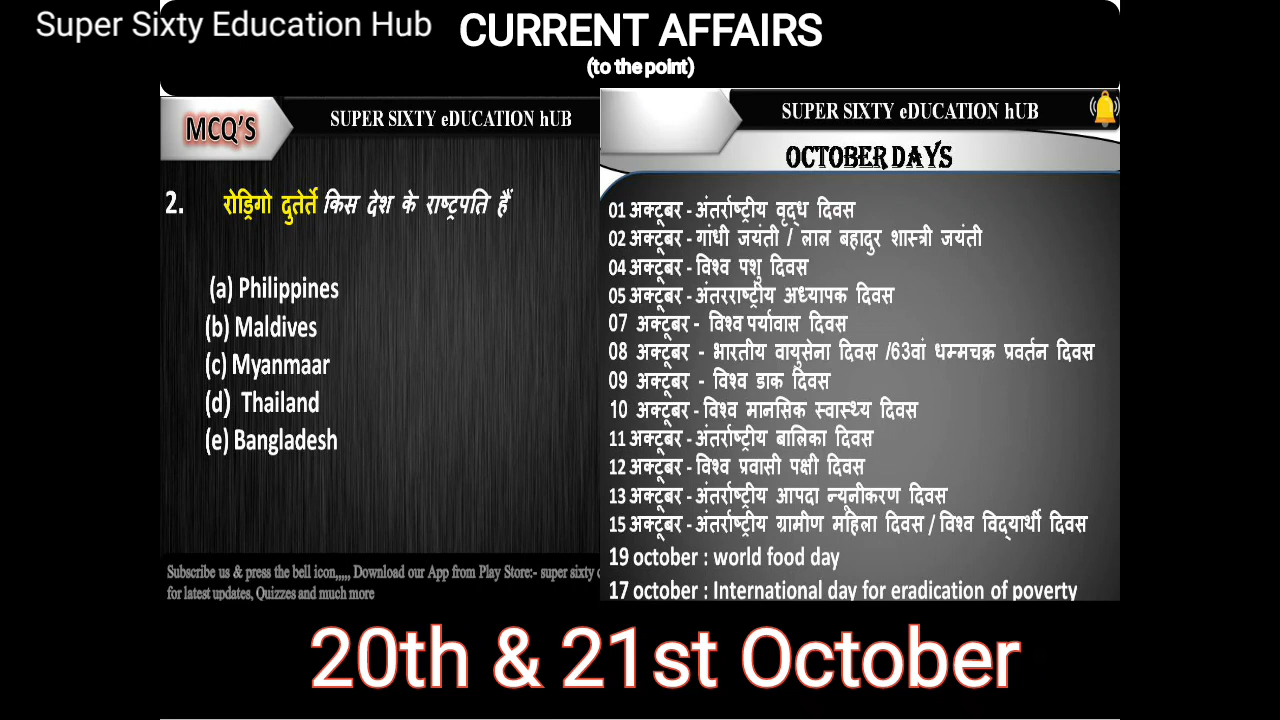 Super Sixty Education Hub
CURRENT AFFAIRS
(to the point)
MCQ'S
SUPER SIXTY eDUCATION hUB
2. रोड्रिगो दुतेर्ते किस देश के राष्ट्रपति हैं
(a) Philippines
(b) Maldives
(c) Myanmaar
(d) Thailand
(e) Bangladesh
Subscribe us & press the bell icon,,,,, Download our App from Play Store:- super sixty
for latest updates, Quizzes and much more
SUPER SIXTY eDUCATION hUB
OCTOBER DAYS
01 अक्टूबर - अंतर्राष्ट्रीय वृद्ध दिवस
02 अक्टूबर - गांधी जयंती / लाल बहादुर शास्त्री जयंती
04 अक्टूबर - विश्व पशु दिवस
05 अक्टूबर - अंतरराष्ट्रीय अध्यापक दिवस
07 अक्टूबर - विश्व पर्यावास दिवस
08 अक्टूबर - भारतीय वायुसेना दिवस /63वां धम्मचक्र प्रवर्तन दिवस
09 अक्टूबर - विश्व डाक दिवस
10 अक्टूबर - विश्व मानसिक स्वास्थ्य दिवस
11 अक्टूबर - अंतर्राष्ट्रीय बालिका दिवस
12 अक्टूबर - विश्व प्रवासी पक्षी दिवस
13 अक्टूबर - अंतर्राष्ट्रीय आपदा न्यूनीकरण दिवस
15 अक्टूबर - अंतर्राष्ट्रीय ग्रामीण महिला दिवस / विश्व विद्यार्थी दिवस
19 october : world food day
17 october : International day for eradication of poverty
20th & 21st October